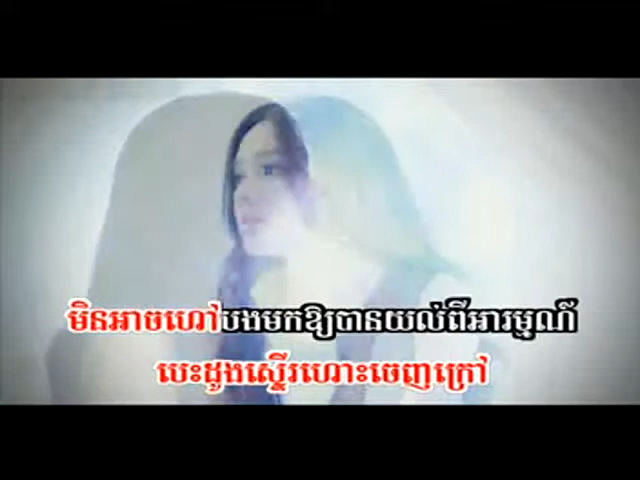 មិនអាចហៅបងមកឱ្យបានយល់ពីអារម្មណ៍
បេះដូងស្ទើរហោះចេញក្រៅ